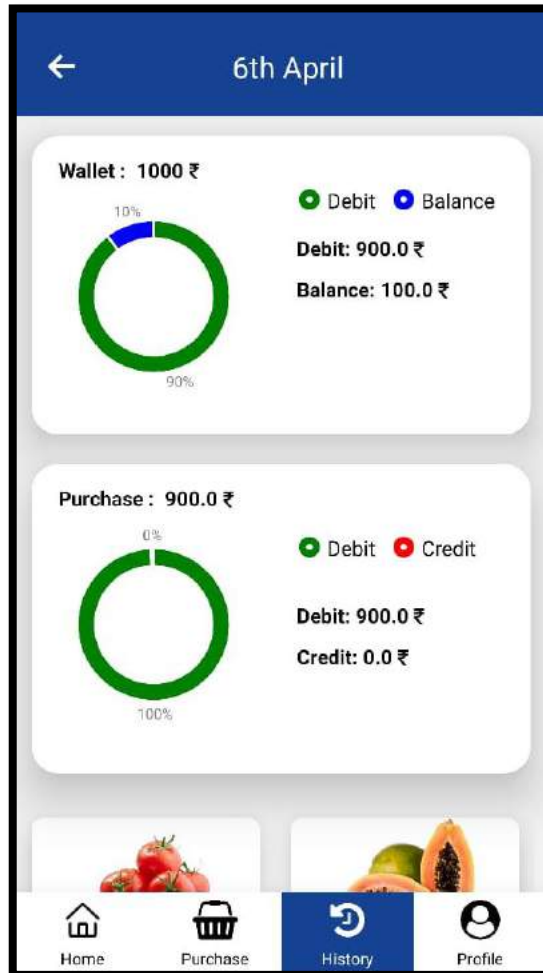 6th April
Wallet : 1000 ₹
10%
90%
Debit Balance
Debit: 900.0 ₹
Balance: 100.0 ₹
Purchase : 900.0 ₹
0%
100%
Debit Credit
Debit: 900.0 ₹
Credit: 0.0 ₹
Home Purchase History Profile